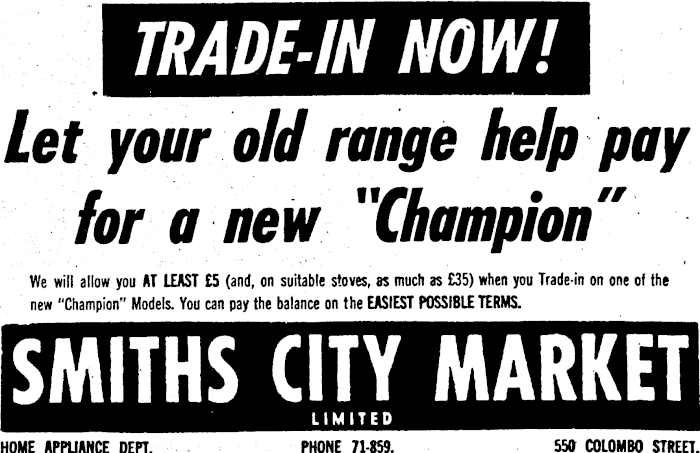 TRADE-IN NOW!
Let your old range help pay
for a new "Champion"
We will allow you AT LEAST £5 (and, on suitable stoves, as much as £35) when you Trade-in on one of the
new "Champion" Models. You can pay the balance on the EASIEST POSSIBLE TERMS.
SMITHS CITY MARKET
LIMITED
HOME APPLIANCE DEPT. PHONE 71-859. 550 COLOMBO STREET.